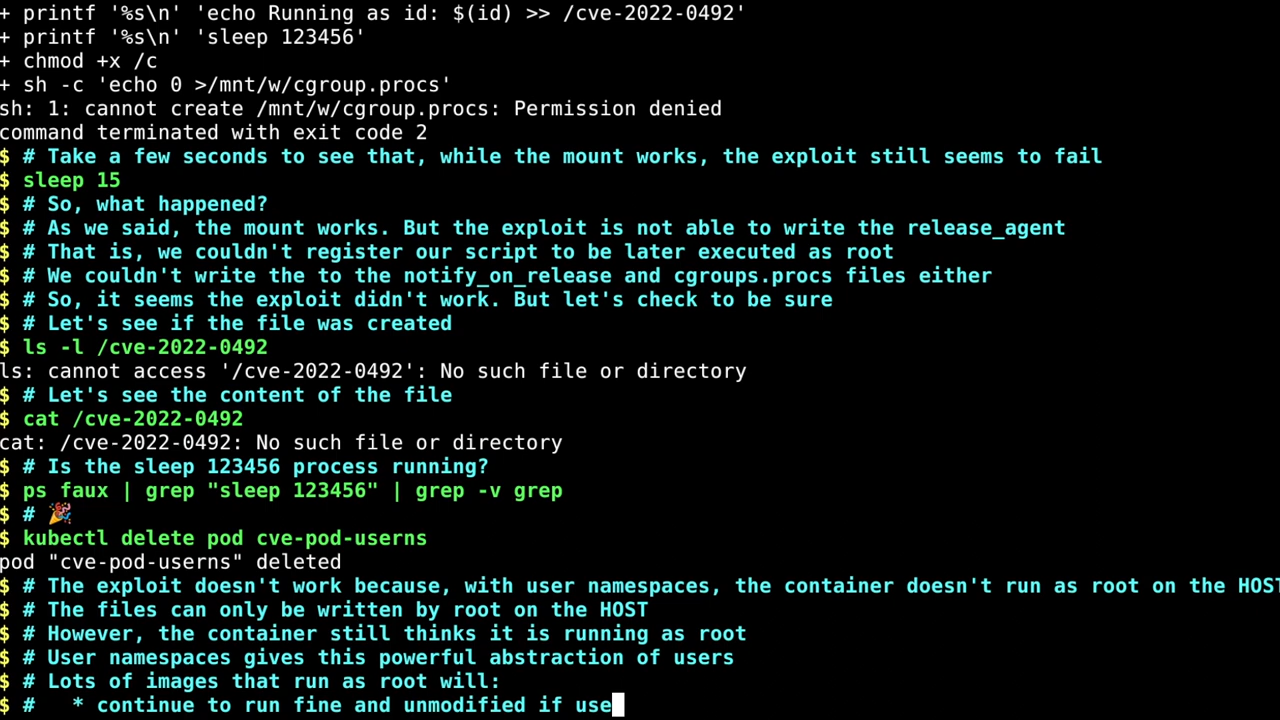 + printf '%s\n' 'echo Running as id: $(id) >> /cve-2022-0492'
+ printf '%s\n' 'sleep 123456'
+ chmod +x /c
+ sh -c 'echo 0 >/mnt/w/cgroup.procs'
sh: 1: cannot create /mnt/w/cgroup.procs: Permission denied
command terminated with exit code 2
$ # Take a few seconds to see that, while the mount works, the exploit still seems to fail
$ sleep 15
$ # So, what happened?
$ # As we said, the mount works. But the exploit is not able to write the release_agent
$ # That is, we couldn't register our script to be later executed as root
$ # We couldn't write the to the notify_on_release and cgroups.procs files either
$ # So, it seems the exploit didn't work. But let's check to be sure
$ # Let's see if the file was created
$ ls -l /cve-2022-0492
ls: cannot access '/cve-2022-0492': No such file or directory
$ # Let's see the content of the file
$ cat /cve-2022-0492
cat: /cve-2022-0492: No such file or directory
$ # Is the sleep 123456 process running?
$ ps faux | grep "sleep 123456" | grep -v grep
$ # 🎉
$ kubectl delete pod cve-pod-userns
pod "cve-pod-userns" deleted
$ # The exploit doesn't work because, with user namespaces, the container doesn't run as root on the HOST
$ # The files can only be written by root on the HOST
$ # However, the container still thinks it is running as root
$ # User namespaces gives this powerful abstraction of users
$ # Lots of images that run as root will:
$ #   * continue to run fine and unmodified if use